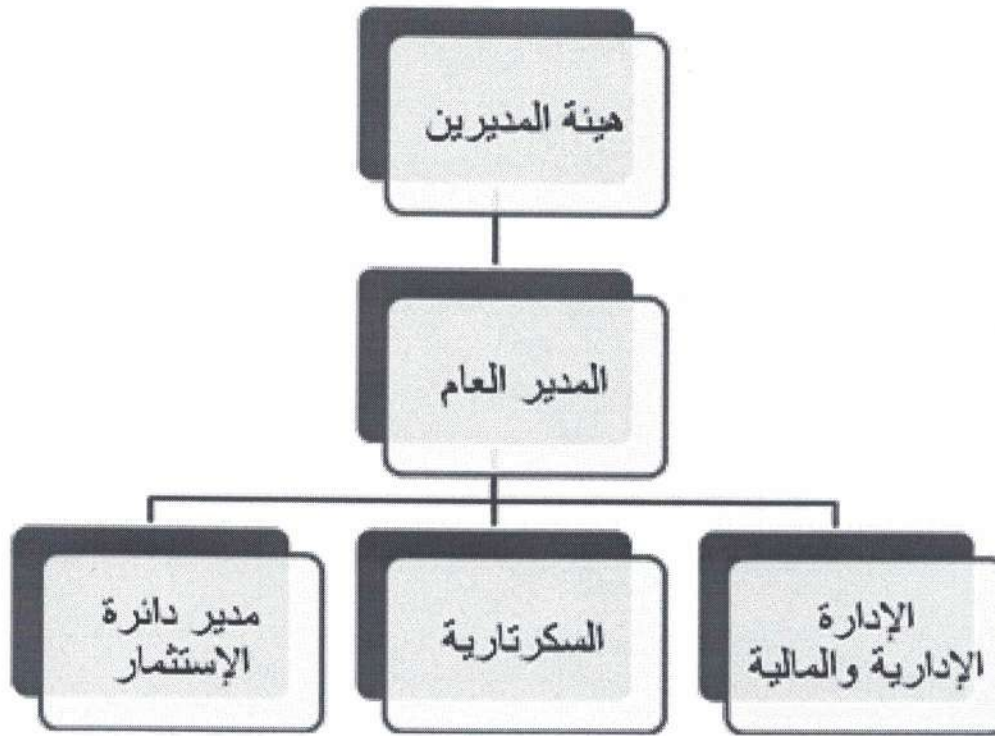 هيئة المديرين
المدير العام
الإدارة
الإدارية والمالية
السكرتارية
مدير دائرة
الإستثمار